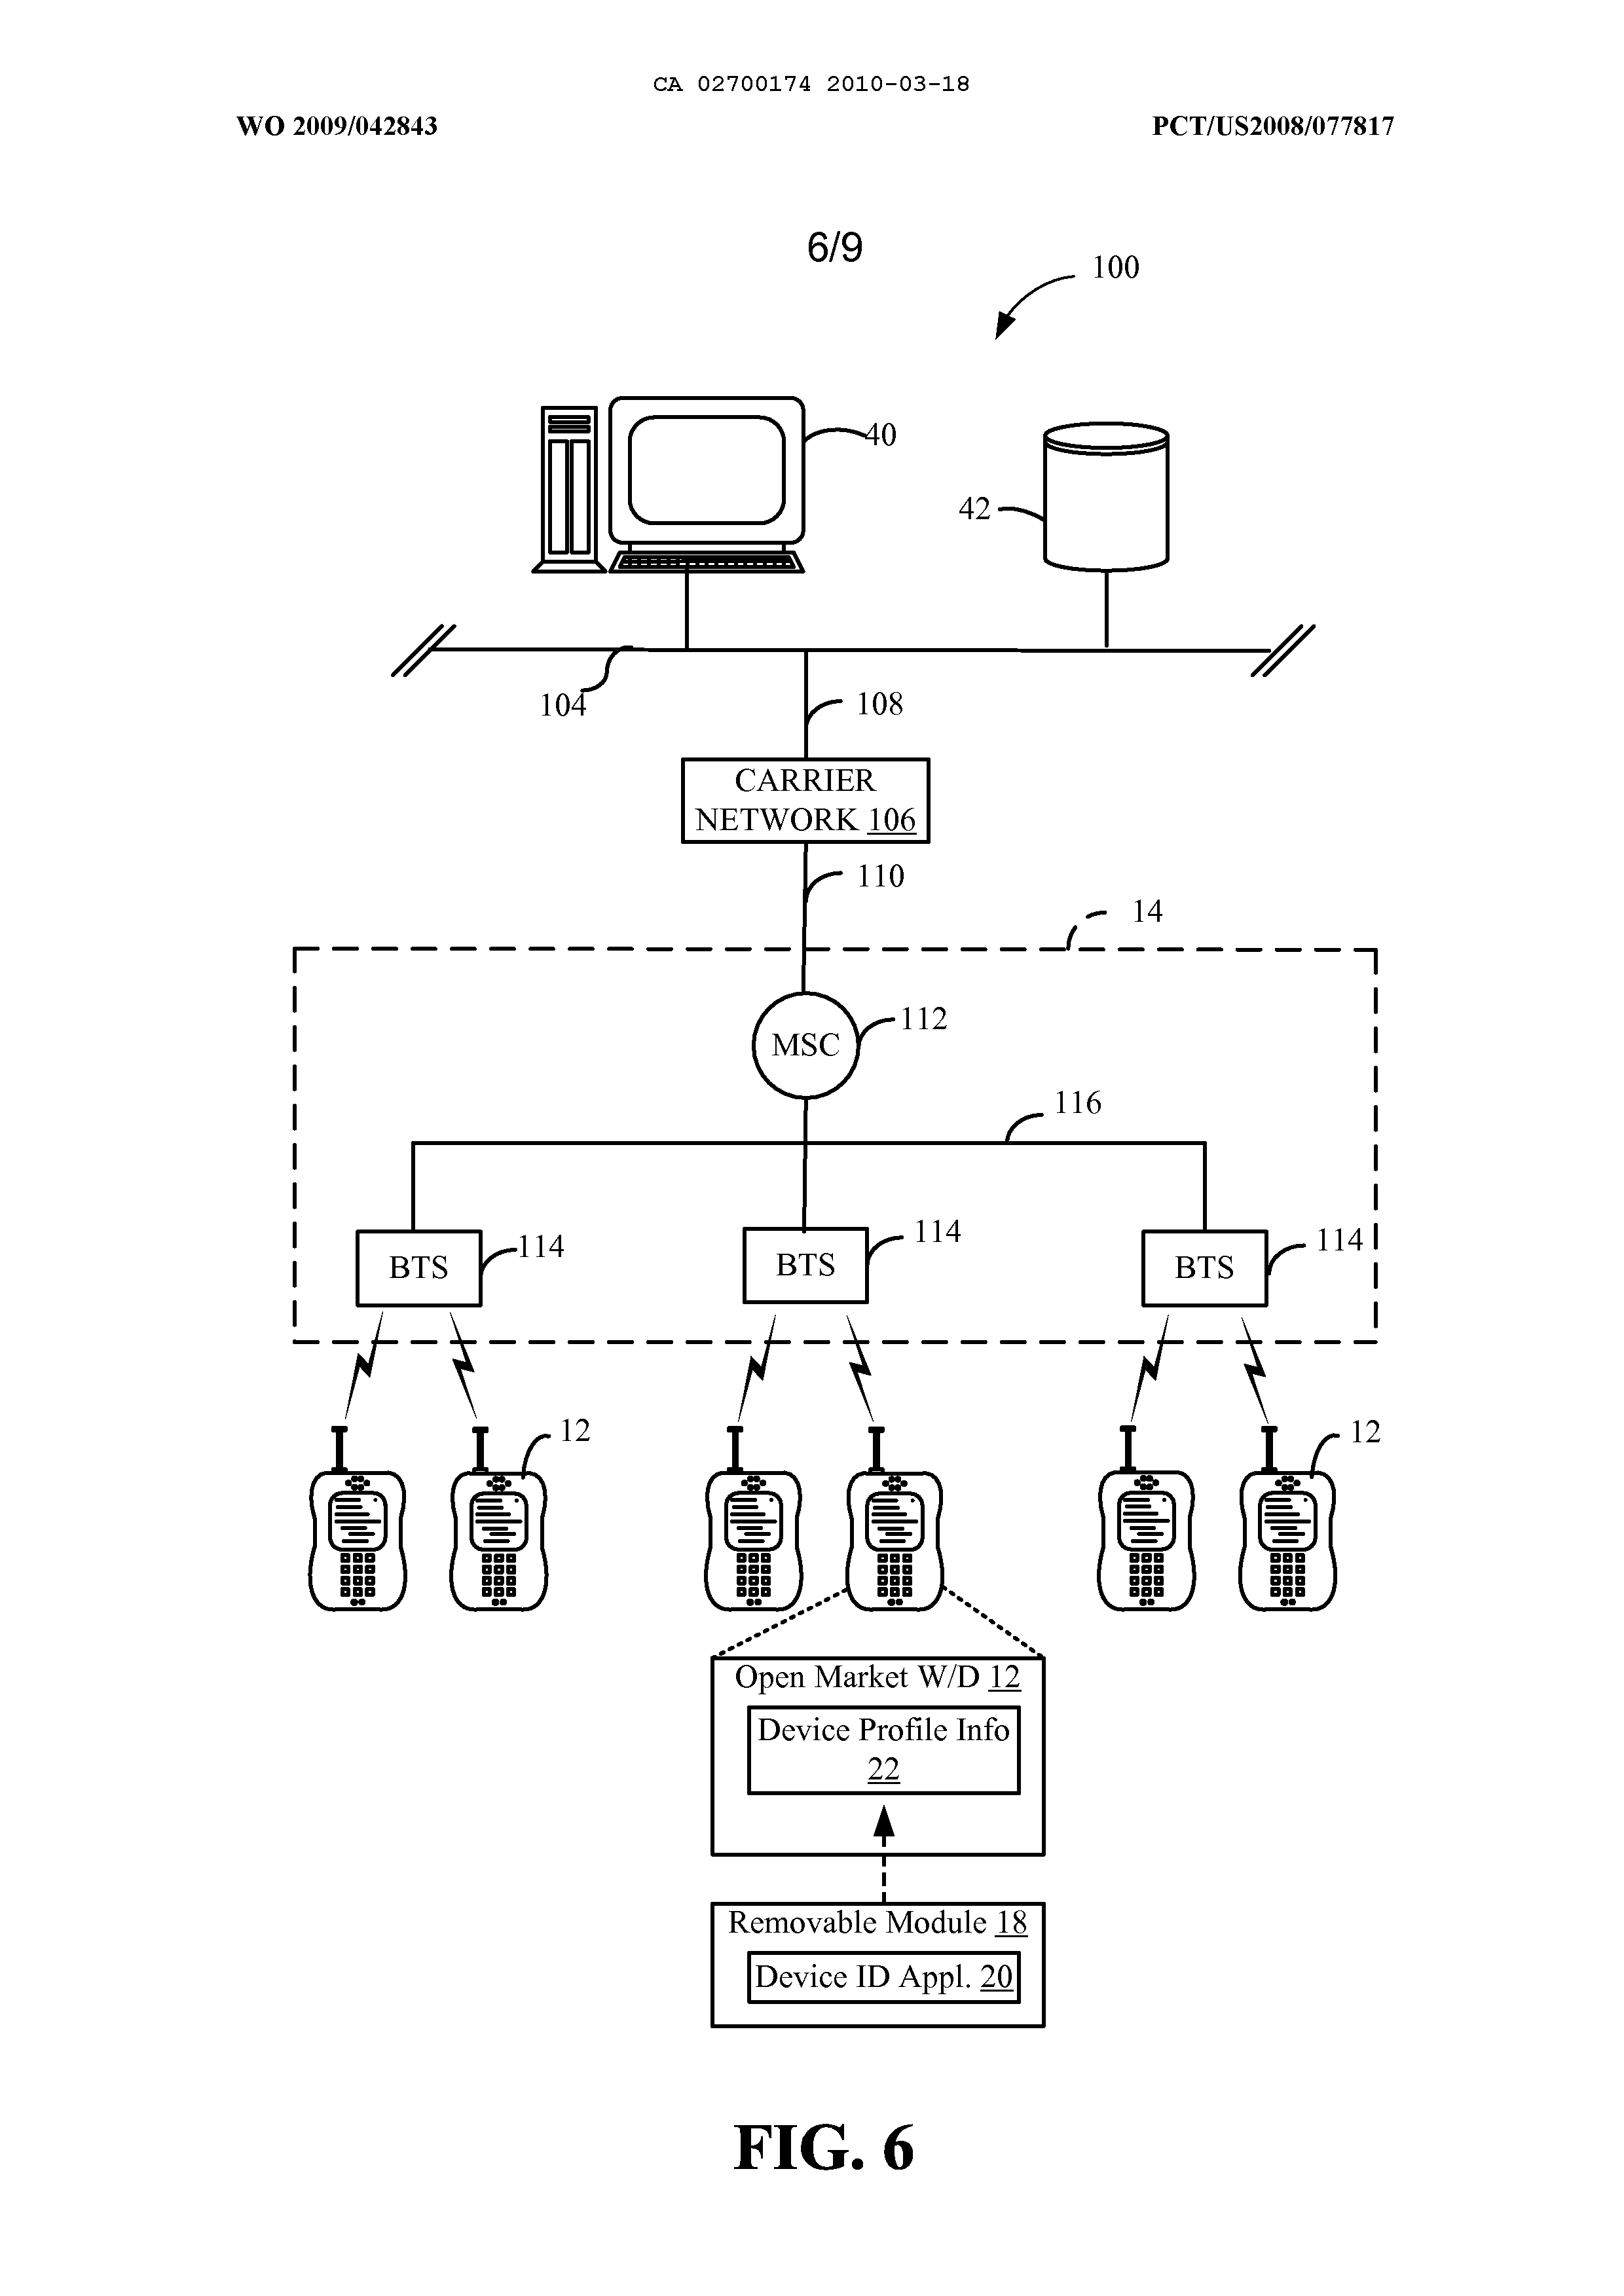 CA 02700174 2010-03-18
WO 2009/042843
PCT/US2008/077817
6/9
100
40
42
104
108
CARRIER
NETWORK 106
110
14
MSC
112
116
BTS
114
BTS
114
BTS
114
12
12
Open Market W/D 12
Device Profile Info
22
Removable Module 18
Device ID Appl. 20
FIG. 6